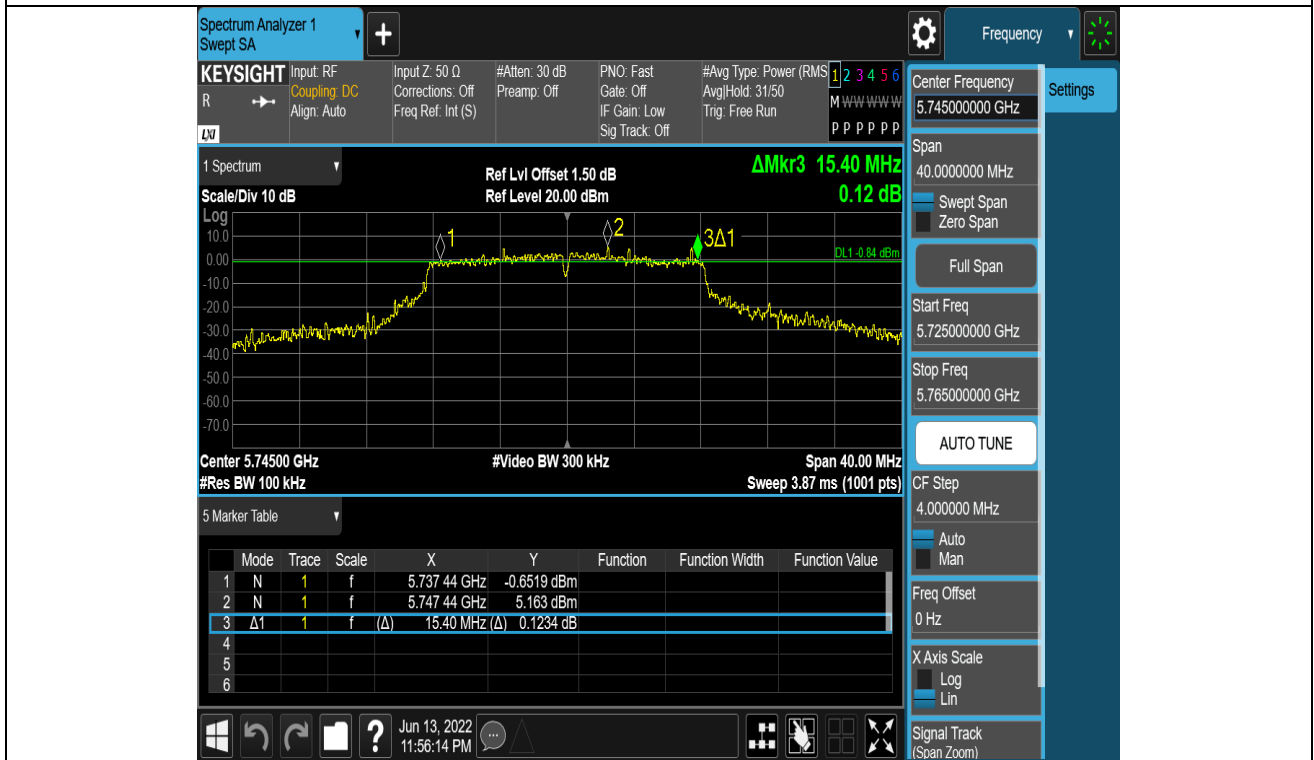 Spectrum Analyzer 1
Swept SA
+
Frequency
KEYSIGHT Input: RF Input Z: 50 Ω #Atten: 30 dB PNO: Fast #Avg Type: Power (RMS 1 2 3 4 5 6
R Coupling: DC Corrections: Off Preamp: Off Gate: Off Avg|Hold: 31/50 M W W W W W
Align: Auto Freq Ref: Int (S) IF Gain: Low Trig: Free Run
LXI Sig Track: Off P P P P P P
1 Spectrum
Ref Lvl Offset 1.50 dB
ΔMkr3 15.40 MHz
Scale/Div 10 dB
Ref Level 20.00 dBm
0.12 dB
Log
10.0
0.00
-10.0
-20.0
-30.0
-40.0
-50.0
-60.0
-70.0
1
2
3Δ1
DL1 -0.84 dBm
Center 5.74500 GHz #Video BW 300 kHz Span 40.00 MHz
#Res BW 100 kHz Sweep 3.87 ms (1001 pts)
5 Marker Table
Mode Trace Scale X Y Function Function Width Function Value
1 N 1 f 5.737 44 GHz -0.6519 dBm
2 N 1 f 5.747 44 GHz 5.163 dBm
3 Δ1 1 f (Δ) 15.40 MHz (Δ) 0.1234 dB
4
5
6
? Jun 13, 2022
11:56:14 PM
Center Frequency
5.745000000 GHz
Settings
Span
40.0000000 MHz
Swept Span
Zero Span
Full Span
Start Freq
5.725000000 GHz
Stop Freq
5.765000000 GHz
AUTO TUNE
CF Step
4.000000 MHz
Auto
Man
Freq Offset
0 Hz
X Axis Scale
Log
Lin
Signal Track
(Span Zoom)